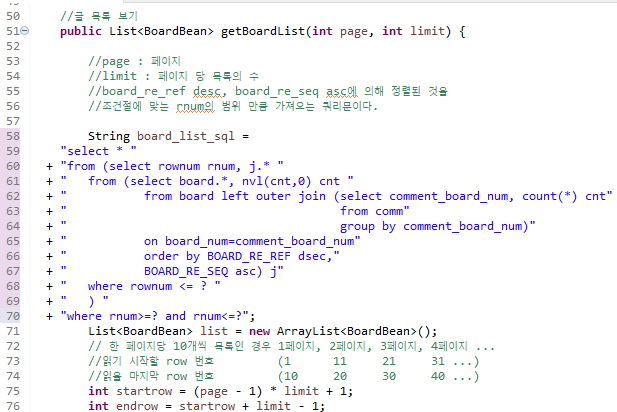 50 //글 목록 보기
51 public List<BoardBean> getBoardList(int page, int limit) {
52
53 //page : 페이지
54 //limit : 페이지 당 목록의 수
55 //board_re_ref desc, board_re_seq asc에 의해 정렬된 것을
56 //조건절에 맞는 rnum의 범위 만큼 가져오는 쿼리문이다.
57
58 String board_list_sql =
59 "select * "
60 + "from (select rownum rnum, j.* "
61 + "   from (select board.*, nvl(cnt,0) cnt "
62 + "           from board left outer join (select comment_board_num, count(*) cnt"
63 + "                                       from comm"
64 + "                                       group by comment_board_num)"
65 + "           on board_num=comment_board_num"
66 + "           order by BOARD_RE_REF dsec,"
67 + "           BOARD_RE_SEQ asc) j"
68 + "   where rownum <= ? "
69 + "   ) "
70 + "where rnum>=? and rnum<=?";
71 List<BoardBean> list = new ArrayList<BoardBean>();
72 // 한 페이지당 10개씩 목록인 경우 1페이지, 2페이지, 3페이지, 4페이지 ...
73 //읽기 시작할 row 번호 (1 11 21 31 ...)
74 //읽을 마지막 row 번호 (10 20 30 40 ...)
75 int startrow = (page - 1) * limit + 1;
76 int endrow = startrow + limit - 1;